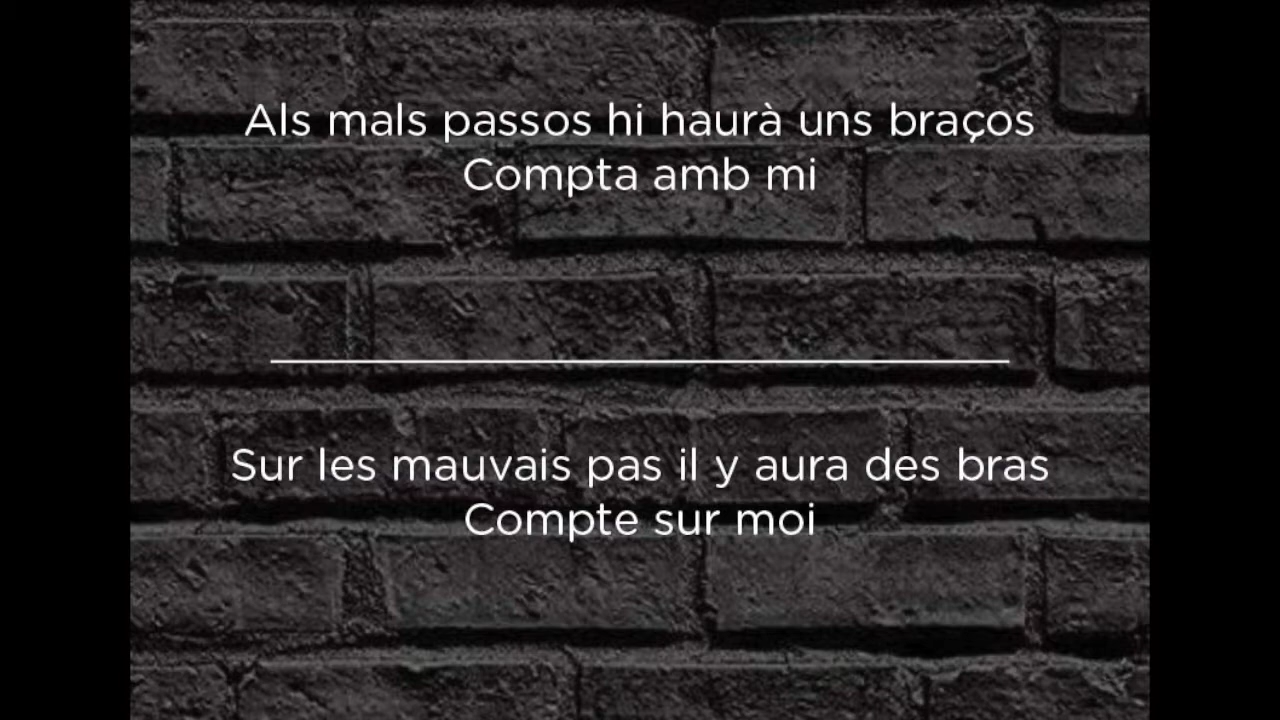 Als mals passos hi haurà uns braços
Compta amb mi
Sur les mauvais pas il y aura des bras
Compte sur moi